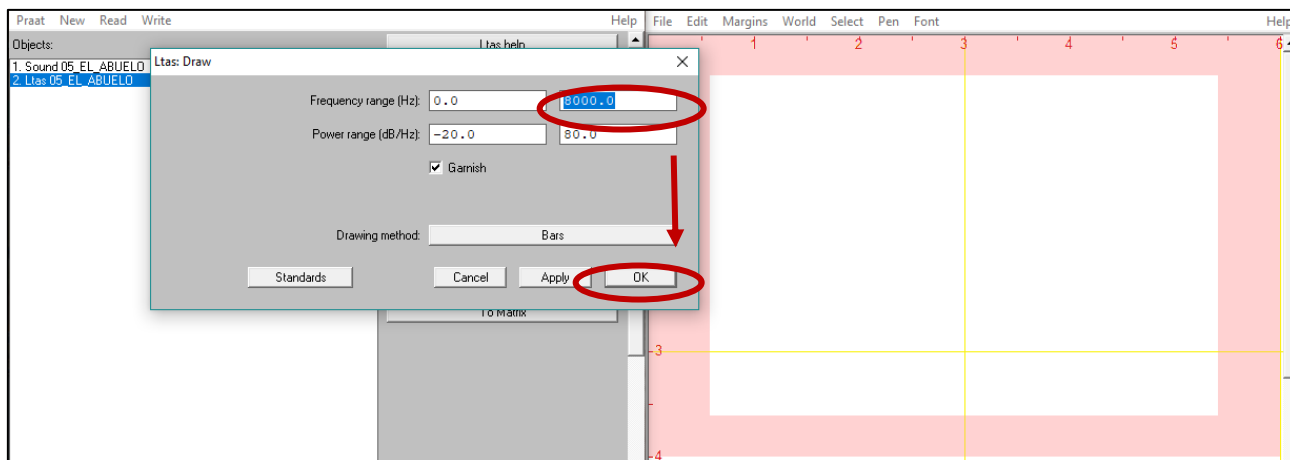 Praat New Read Write Help
File Edit Margins World Select Pen Font Help
Objects:
1. Sound 05_EL_ABUELO
2. Ltas 05_EL_ABUELO
Ltas help
Ltas: Draw
Frequency range (Hz): 0.0 8000.0
Power range (dB/Hz): -20.0 80.0
Garnish
Drawing method: Bars
Standards Cancel Apply OK
To Matrix
1 2 3 4 5 6
-3
-4